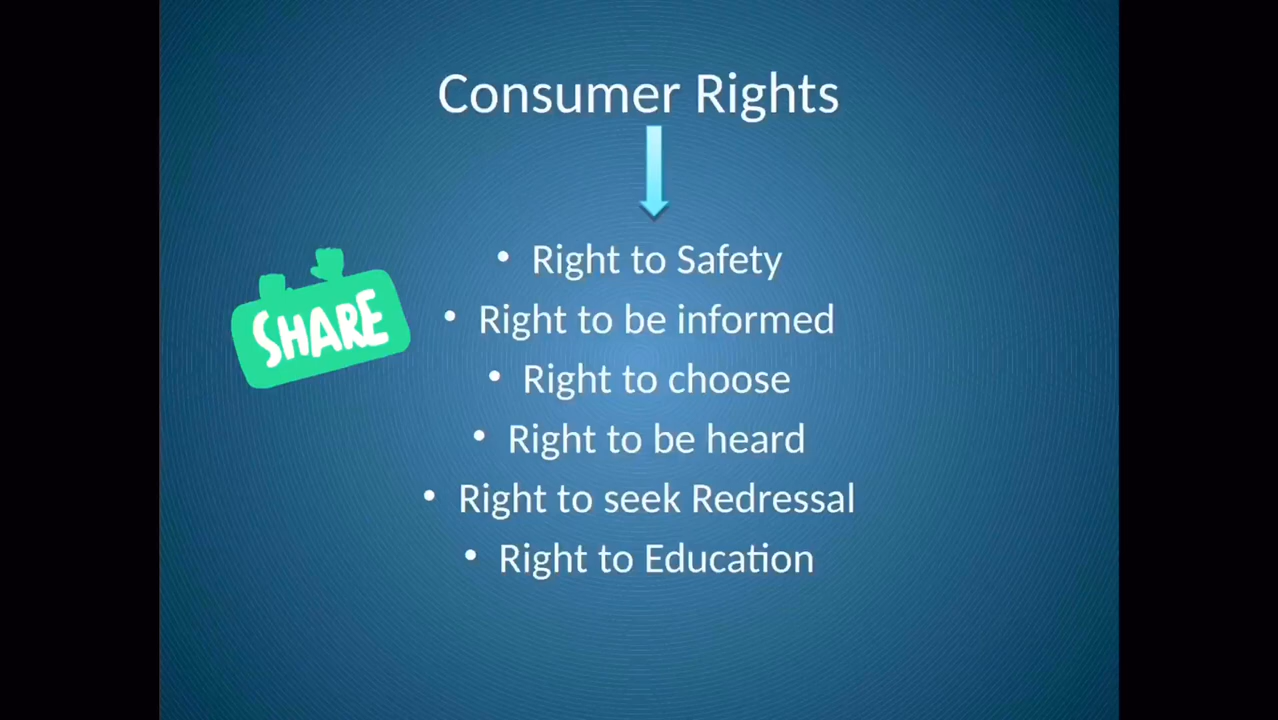 Consumer Rights
SHARE
• Right to Safety
• Right to be informed
• Right to choose
• Right to be heard
• Right to seek Redressal
• Right to Education